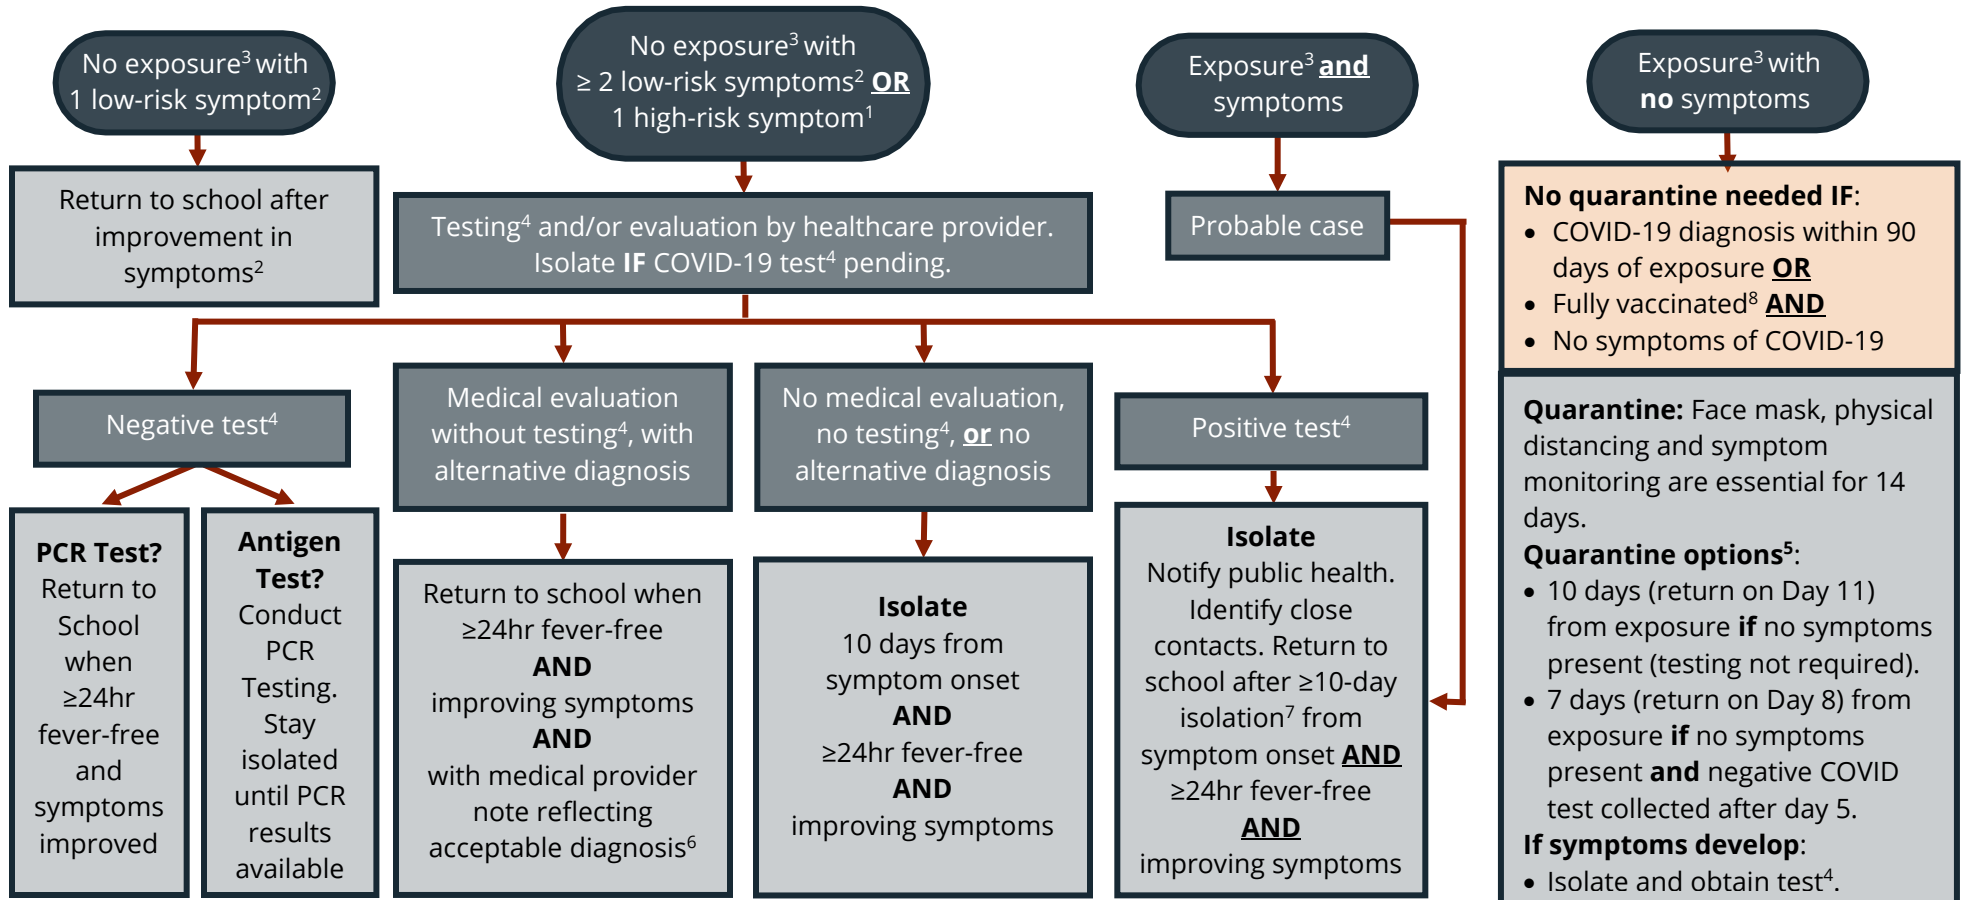 No exposure³ with
1 low-risk symptom²
Return to school after
improvement in
symptoms²
No exposure³ with
≥ 2 low-risk symptoms² OR
1 high-risk symptom¹
Testing⁴ and/or evaluation by healthcare provider.
Isolate IF COVID-19 test⁴ pending.
Negative test⁴
PCR Test?
Return to
School
when
≥24hr
fever-free
and
symptoms
improved
Antigen
Test?
Conduct
PCR
Testing.
Stay
isolated
until PCR
results
available
Medical evaluation
without testing⁴, with
alternative diagnosis
Return to school when
≥24hr fever-free
AND
improving symptoms
AND
with medical provider
note reflecting
acceptable diagnosis⁶
No medical evaluation,
no testing⁴, or no
alternative diagnosis
Isolate
10 days from
symptom onset
AND
≥24hr fever-free
AND
improving symptoms
Positive test⁴
Isolate
Notify public health.
Identify close
contacts. Return to
school after ≥10-day
isolation⁷ from
symptom onset AND
≥24hr fever-free
AND
improving symptoms
Exposure³ and
symptoms
Probable case
Exposure³ with
no symptoms
No quarantine needed IF:
• COVID-19 diagnosis within 90
days of exposure OR
• Fully vaccinated⁸ AND
• No symptoms of COVID-19
Quarantine: Face mask, physical
distancing and symptom
monitoring are essential for 14
days.
Quarantine options⁵:
• 10 days (return on Day 11)
from exposure if no symptoms
present (testing not required).
• 7 days (return on Day 8) from
exposure if no symptoms
present and negative COVID
test collected after day 5.
If symptoms develop:
• Isolate and obtain test⁴.